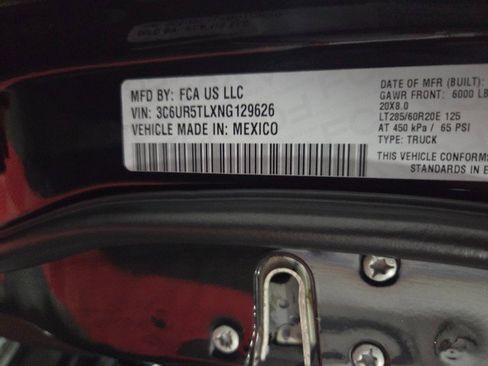 MFD BY: FCA US LLC
VIN: 3C6UR5TLXNG129626
VEHICLE MADE IN: MEXICO
DATE OF MFR (BUILT):
GAWR FRONT: 6000 LB
20X8.0
LT285/60R20E 125
AT 450 kPa / 65 PSI
TYPE: TRUCK
THIS VEHICLE CONFORMS
STANDARDS IN E